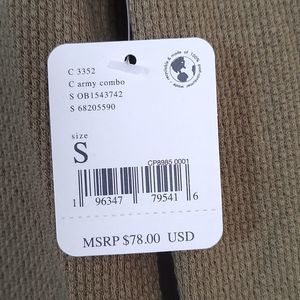 C 3352
C army combo
S OB1543742
S 68205590
size
S
CP8985 0001
1 96347 79541 6
MSRP $78.00 USD